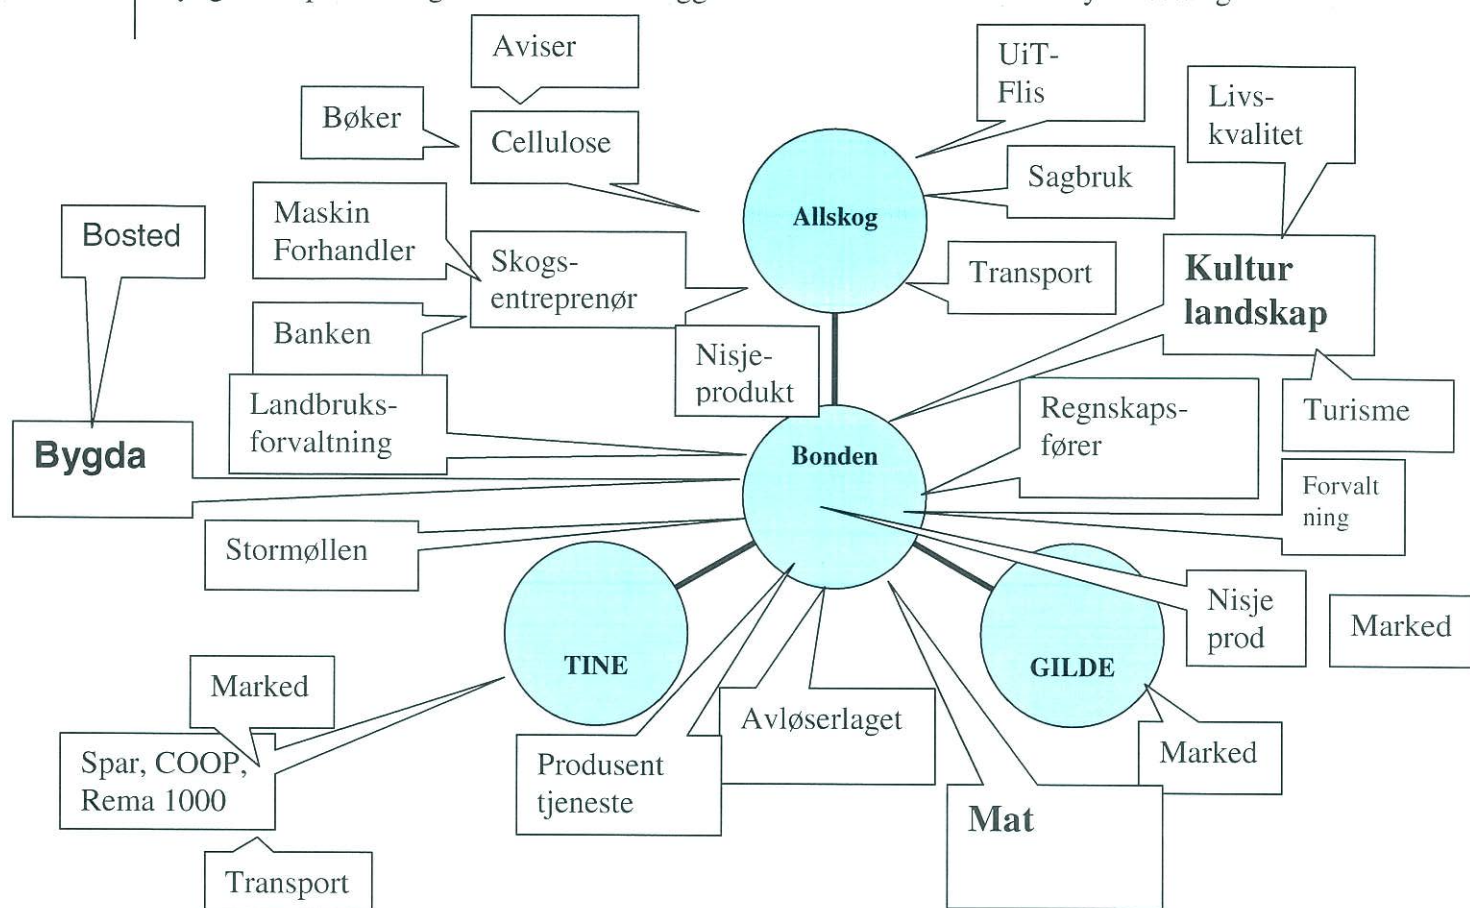 Aviser
UiT-
Flis
Livs-
kvalitet
Bøker
Cellulose
Sagbruk
Allskog
Maskin
Forhandler
Bosted
Skogs-
entreprenør
Transport
Kultur
landskap
Banken
Nisje-
produkt
Landbruks-
forvaltning
Regnskaps-
fører
Turisme
Bygda
Bonden
Forvalt
ning
Stormøllen
Nisje
prod
Marked
TINE
GILDE
Marked
Avløserlaget
Marked
Spar, COOP,
Rema 1000
Produsent
tjeneste
Mat
Transport